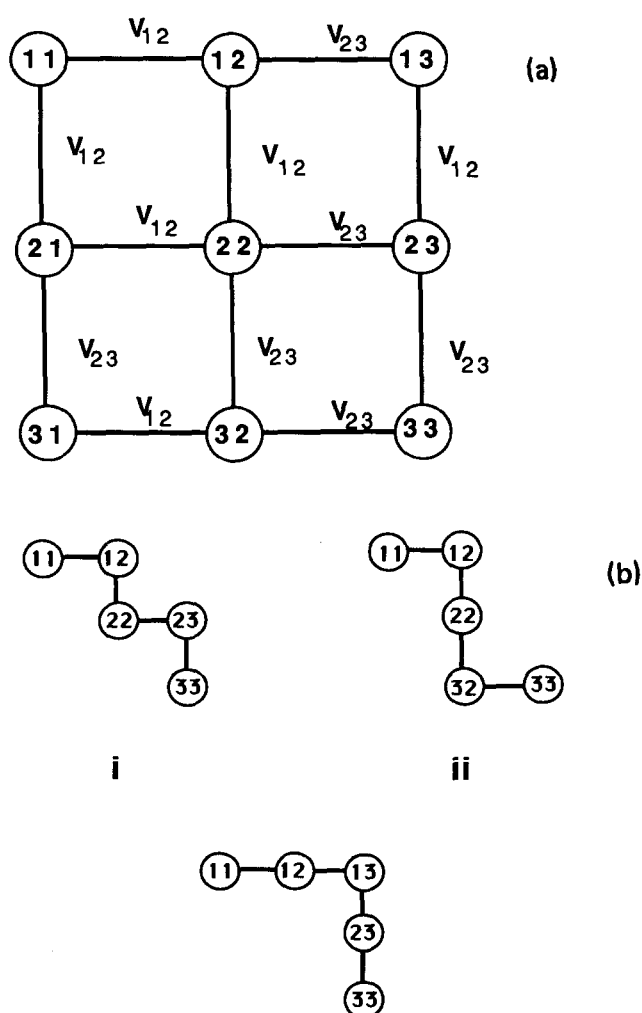 V12 V23
11 12 13 (a)
V12 V12 V12
V12 V23
21 22 23
V23 V23 V23
V12 V23
31 32 33
11 12 11 12 (b)
22 23 22
33 32 33
i ii
11 12 13
23
33